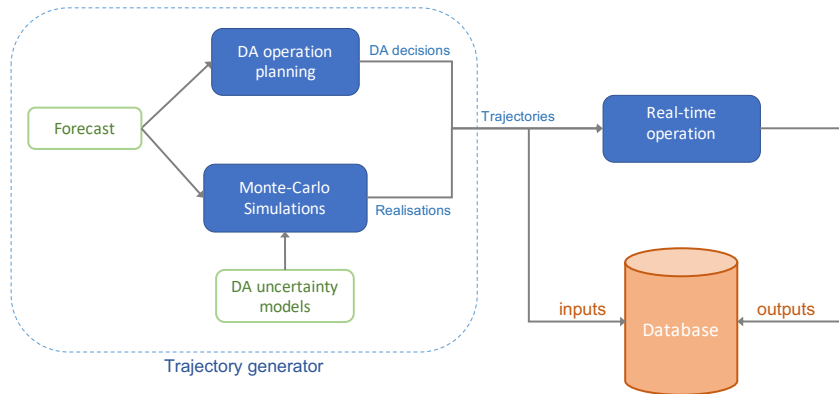 DA operation
planning
DA decisions
Forecast
Trajectories
Real-time
operation
Monte-Carlo
Simulations
Realisations
DA uncertainty
models
inputs
Database
outputs
Trajectory generator